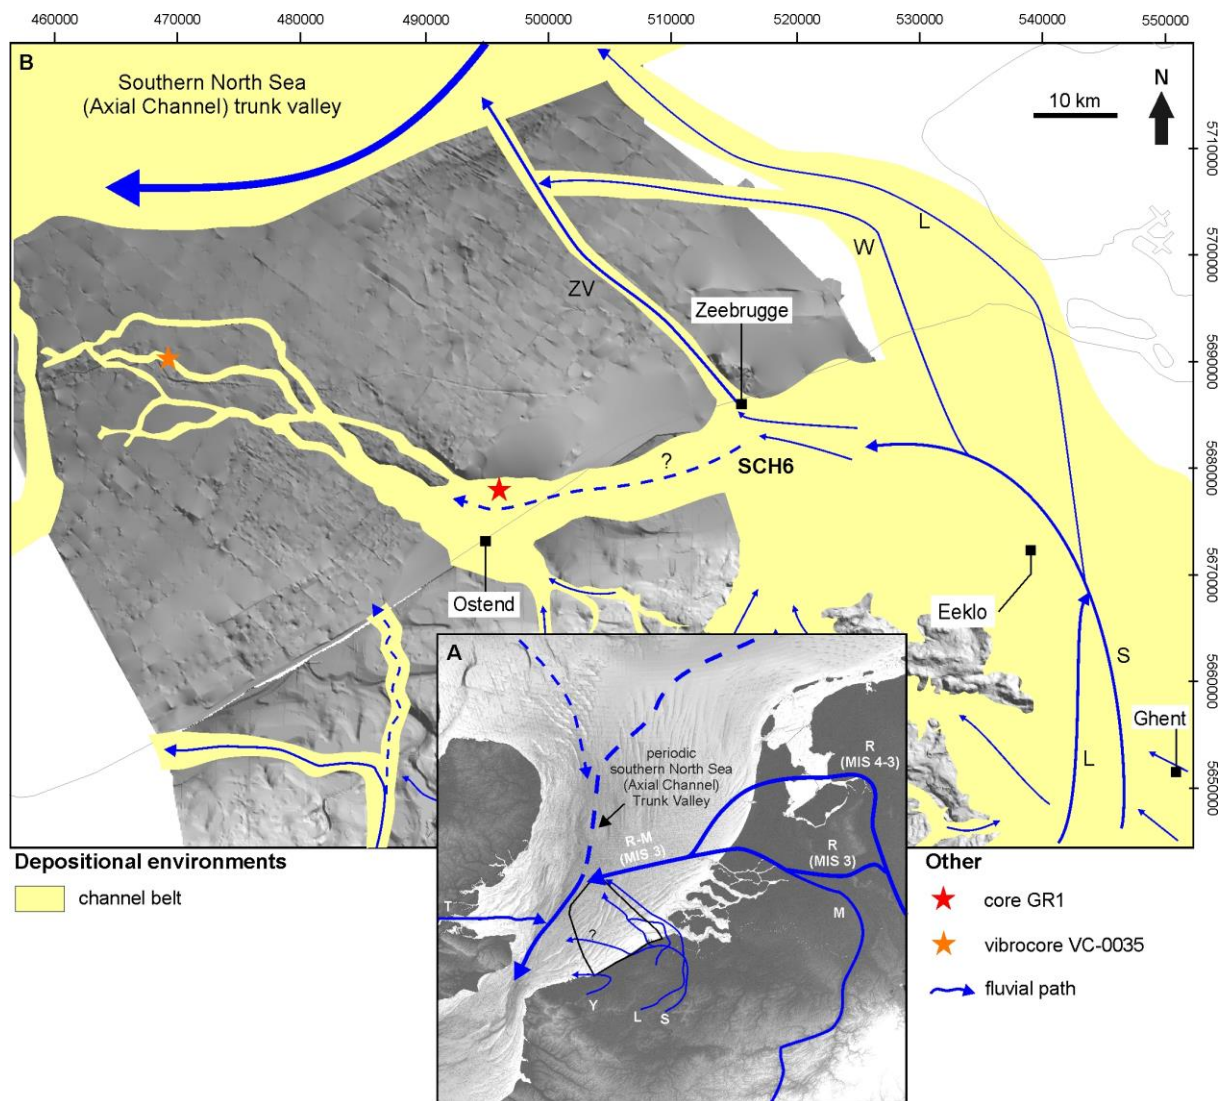 460000 470000 480000 490000 500000 510000 520000 530000 540000 550000
B
Southern North Sea
(Axial Channel) trunk valley
10 km
N
5710000
5700000
5690000
5680000
5670000
5660000
5650000
L
W
ZV
Zeebrugge
?
SCH6
Ostend
Eeklo
S
Ghent
L
A
periodic
southern North Sea
(Axial Channel)
Trunk Valley
R
R
(MIS 4-3)
R-M
(MIS 3)
R
(MIS 3)
M
T
?
Y
L
S
Depositional environments
channel belt
Other
core GR1
vibrocore VC-0035
fluvial path